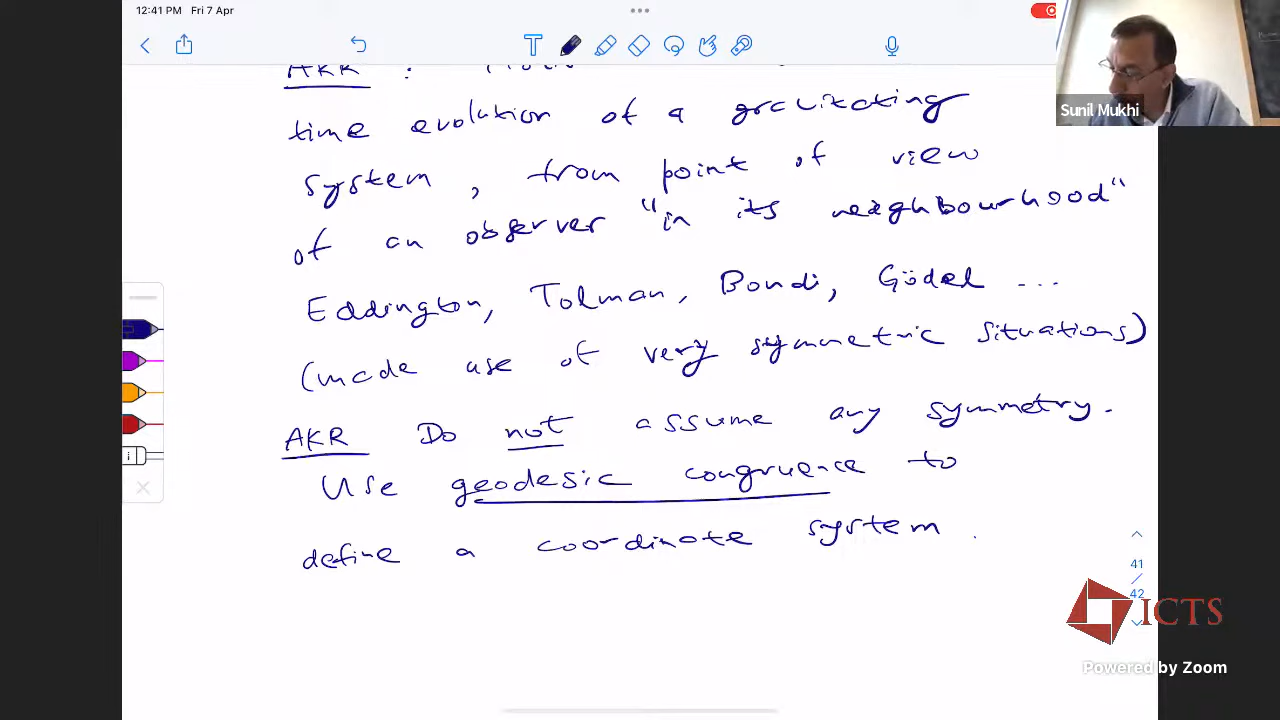 12:41 PM Fri 7 Apr
Sunil Mukhi
AKR :
time evolution of a gravitating
system, from point of view
of an observer "in its neighbourhood"
Eddington, Tolman, Bondi, Gödel ...
(made use of very symmetric situations)
AKR Do not assume any symmetry.
Use geodesic congruence to
define a coordinate system.
41
/
42
ICTS
Powered by Zoom